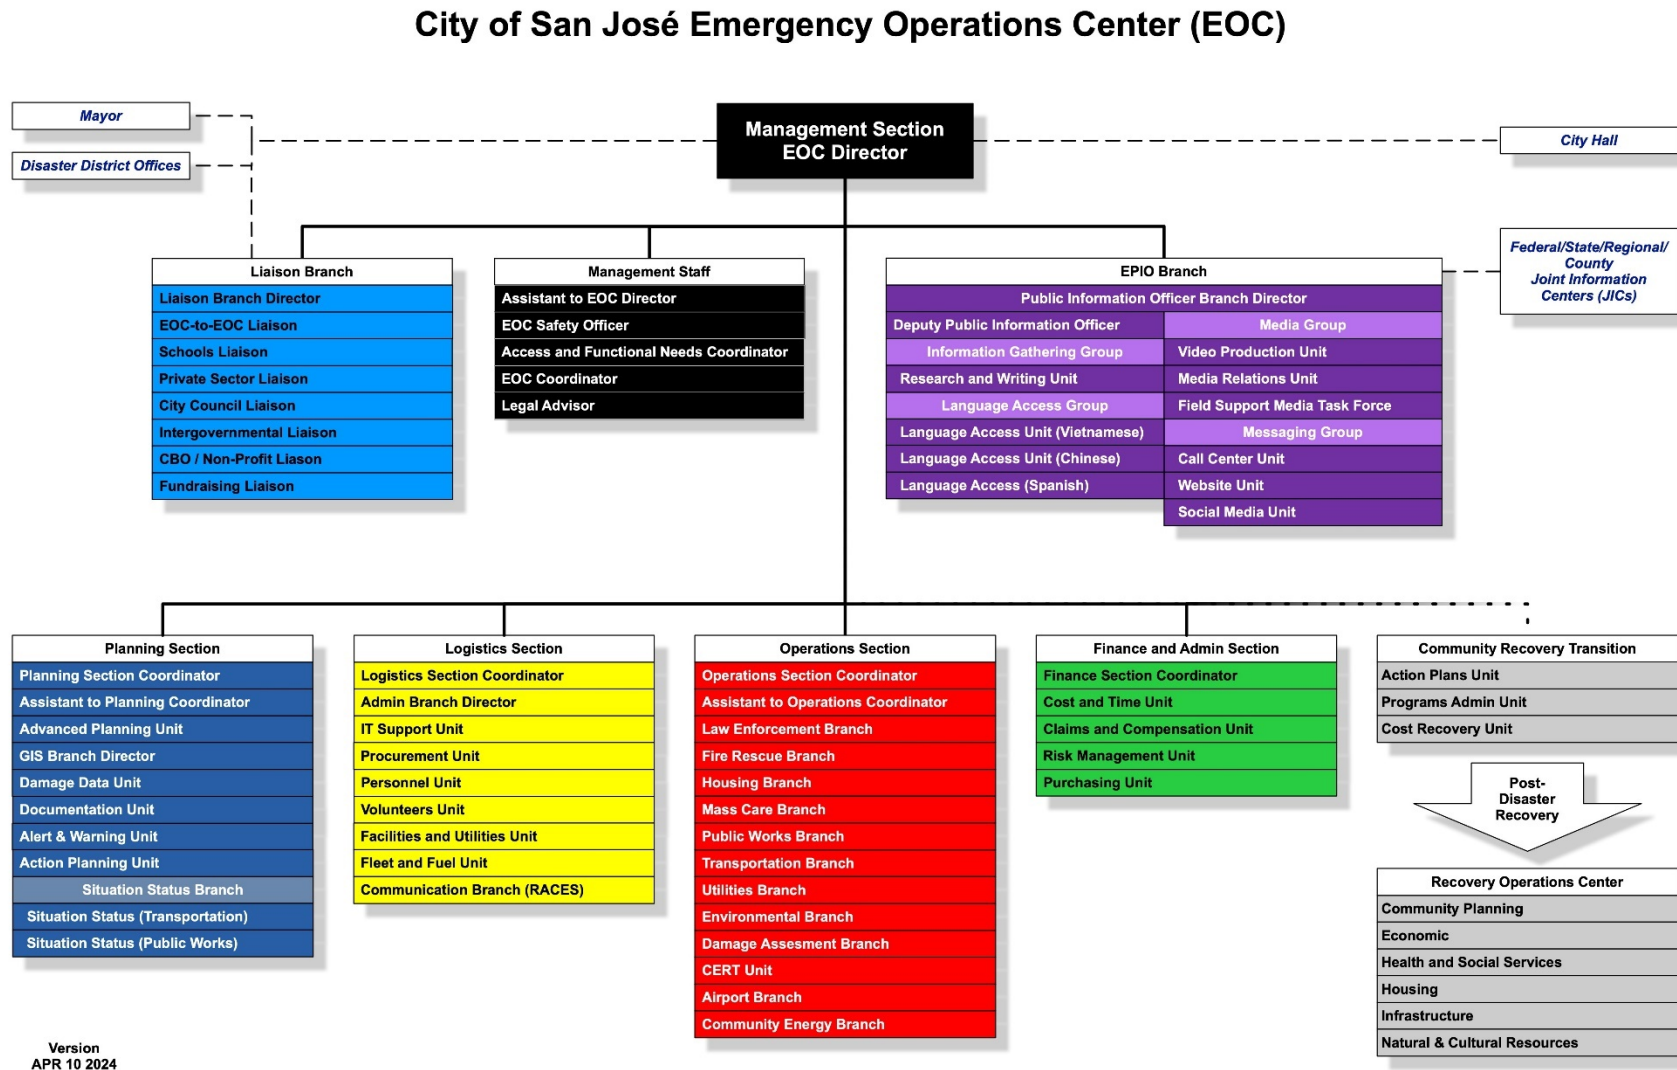 City of San José Emergency Operations Center (EOC)
Mayor
Disaster District Offices
Management Section
EOC Director
City Hall
Federal/State/Regional/
County
Joint Information
Centers (JICs)
Liaison Branch
Liaison Branch Director
EOC-to-EOC Liaison
Schools Liaison
Private Sector Liaison
City Council Liaison
Intergovernmental Liaison
CBO / Non-Profit Liason
Fundraising Liaison
Management Staff
Assistant to EOC Director
EOC Safety Officer
Access and Functional Needs Coordinator
EOC Coordinator
Legal Advisor
EPIO Branch
Public Information Officer Branch Director
Deputy Public Information Officer
Information Gathering Group
Research and Writing Unit
Language Access Group
Language Access Unit (Vietnamese)
Language Access Unit (Chinese)
Language Access (Spanish)
Media Group
Video Production Unit
Media Relations Unit
Field Support Media Task Force
Messaging Group
Call Center Unit
Website Unit
Social Media Unit
Planning Section
Planning Section Coordinator
Assistant to Planning Coordinator
Advanced Planning Unit
GIS Branch Director
Damage Data Unit
Documentation Unit
Alert & Warning Unit
Action Planning Unit
Situation Status Branch
Situation Status (Transportation)
Situation Status (Public Works)
Logistics Section
Logistics Section Coordinator
Admin Branch Director
IT Support Unit
Procurement Unit
Personnel Unit
Volunteers Unit
Facilities and Utilities Unit
Fleet and Fuel Unit
Communication Branch (RACES)
Operations Section
Operations Section Coordinator
Assistant to Operations Coordinator
Law Enforcement Branch
Fire Rescue Branch
Housing Branch
Mass Care Branch
Public Works Branch
Transportation Branch
Utilities Branch
Environmental Branch
Damage Assesment Branch
CERT Unit
Airport Branch
Community Energy Branch
Finance and Admin Section
Finance Section Coordinator
Cost and Time Unit
Claims and Compensation Unit
Risk Management Unit
Purchasing Unit
Community Recovery Transition
Action Plans Unit
Programs Admin Unit
Cost Recovery Unit
Post-
Disaster
Recovery
Recovery Operations Center
Community Planning
Economic
Health and Social Services
Housing
Infrastructure
Natural & Cultural Resources
Version
APR 10 2024